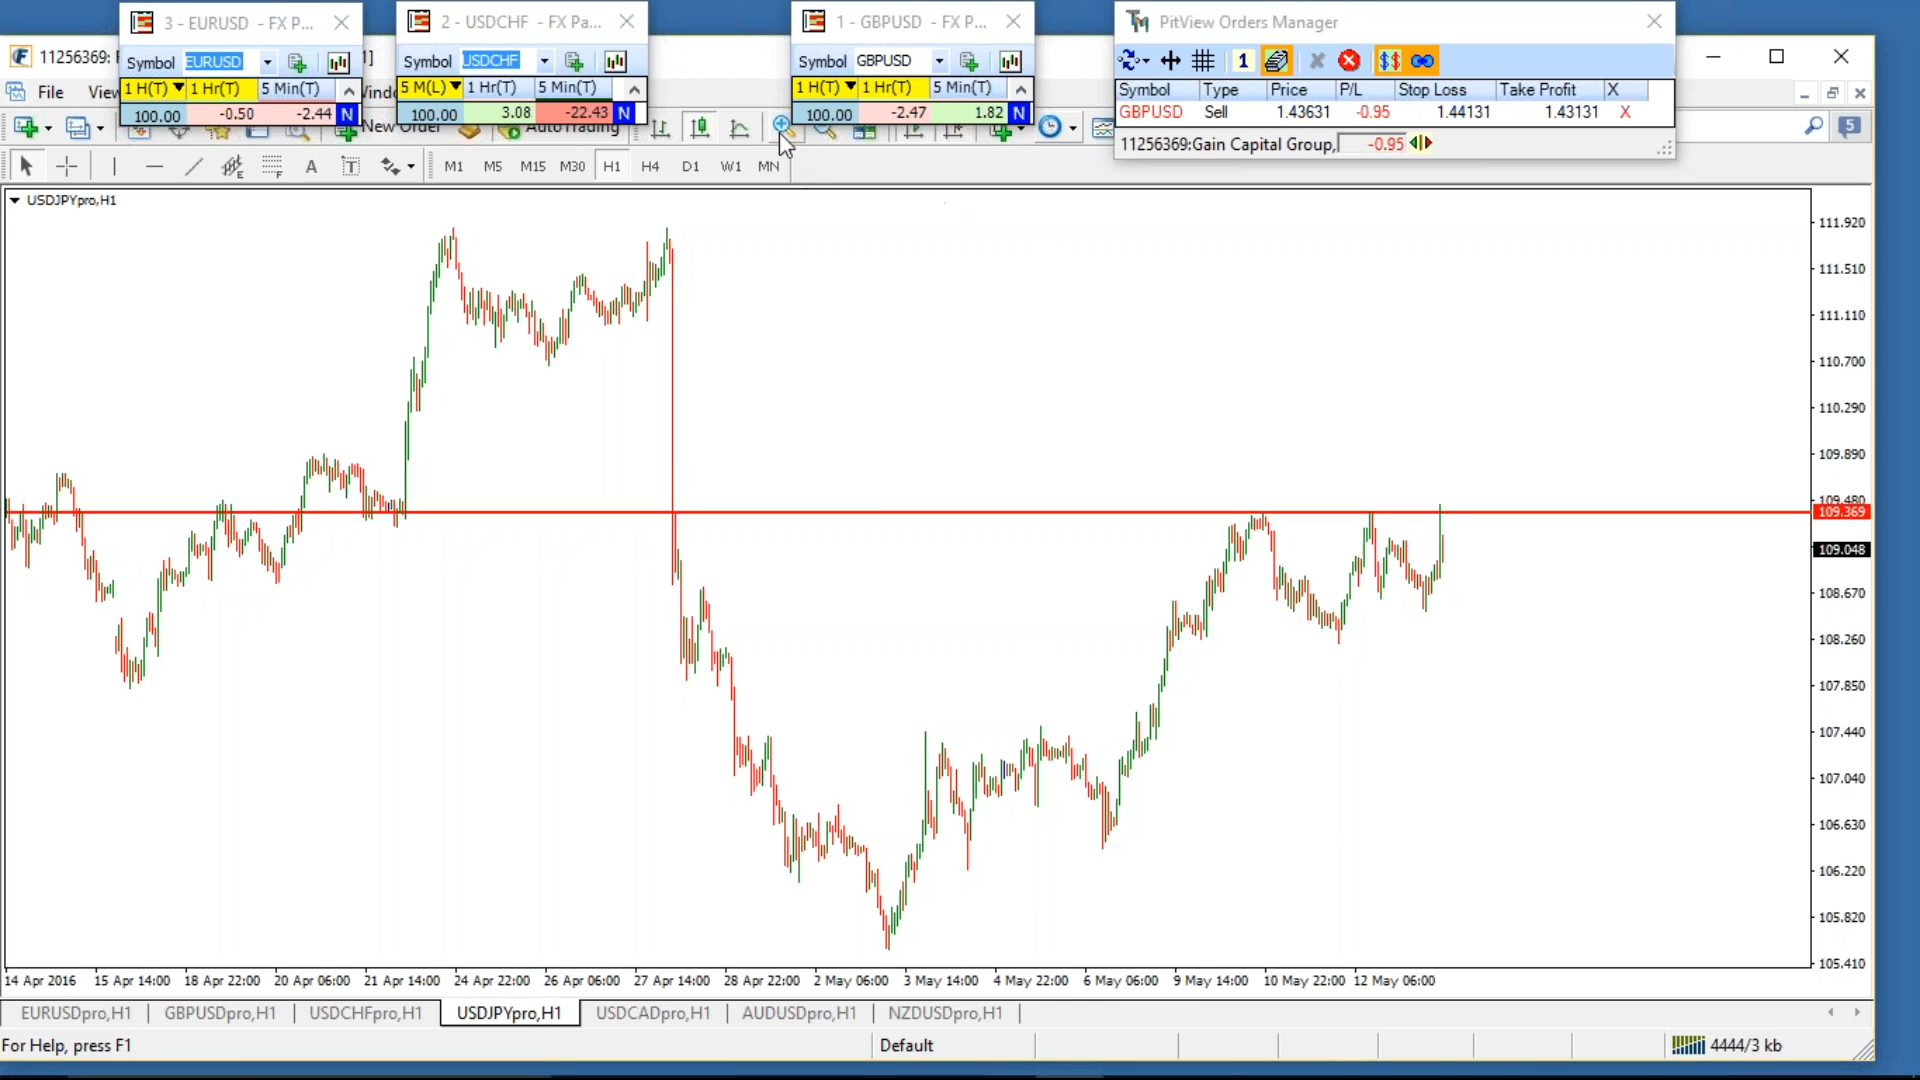 3 - EURUSD - FX P...
2 - USDCHF - FX Pa...
1 - GBPUSD - FX P...
PitView Orders Manager
11256369:
1]
Symbol EURUSD
Symbol USDCHF
Symbol GBPUSD
1
$$
1 H(T) 1 Hr(T) 5 Min(T)
5 M(L) 1 Hr(T) 5 Min(T)
1 H(T) 1 Hr(T) 5 Min(T)
Symbol Type Price P/L Stop Loss Take Profit X
File
100.00 -0.50 -2.44 N
100.00 3.08 -22.43 N
100.00 -2.47 1.82 N
GBPUSD Sell 1.43631 -0.95 1.44131 1.43131 X
New Order
AutoTrading
5
11256369:Gain Capital Group, -0.95
A T M1 M5 M15 M30 H1 H4 D1 W1 MN
USDJPYpro,H1
111.920
111.510
111.110
110.700
110.290
109.890
109.480
109.369
109.048
108.670
108.260
107.850
107.440
107.040
106.630
106.220
105.820
105.410
14 Apr 2016 15 Apr 14:00 18 Apr 22:00 20 Apr 06:00 21 Apr 14:00 24 Apr 22:00 26 Apr 06:00 27 Apr 14:00 28 Apr 22:00 2 May 06:00 3 May 14:00 4 May 22:00 6 May 06:00 9 May 14:00 10 May 22:00 12 May 06:00
EURUSDpro,H1 GBPUSDpro,H1 USDCHFpro,H1 USDJPYpro,H1 USDCADpro,H1 AUDUSDpro,H1 NZDUSDpro,H1
For Help, press F1 Default 4444/3 kb